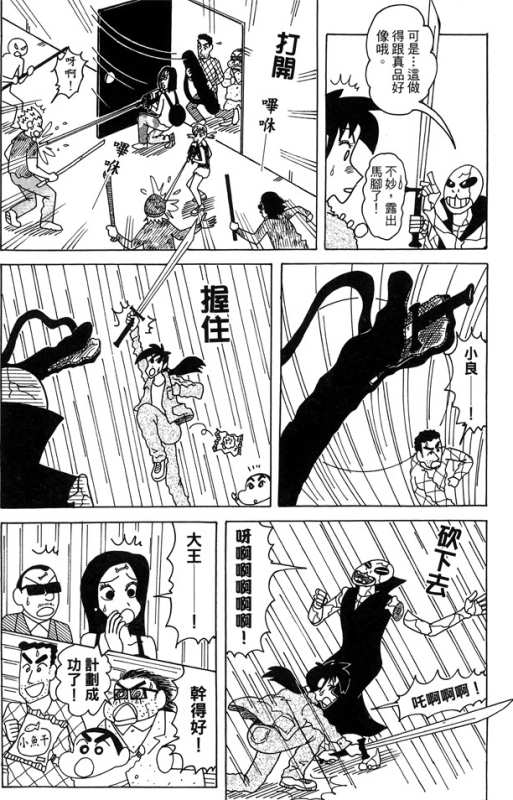 可是⋯這做
得跟真品好
像哦。
不妙，露出
馬腳了！
打開
嗶咻
嗶咻
呀啊！
小良——！
握住
砍下去
吒啊啊啊！
呀啊啊啊啊啊！
大王——！
計劃成
功了！
幹得好！
小魚干